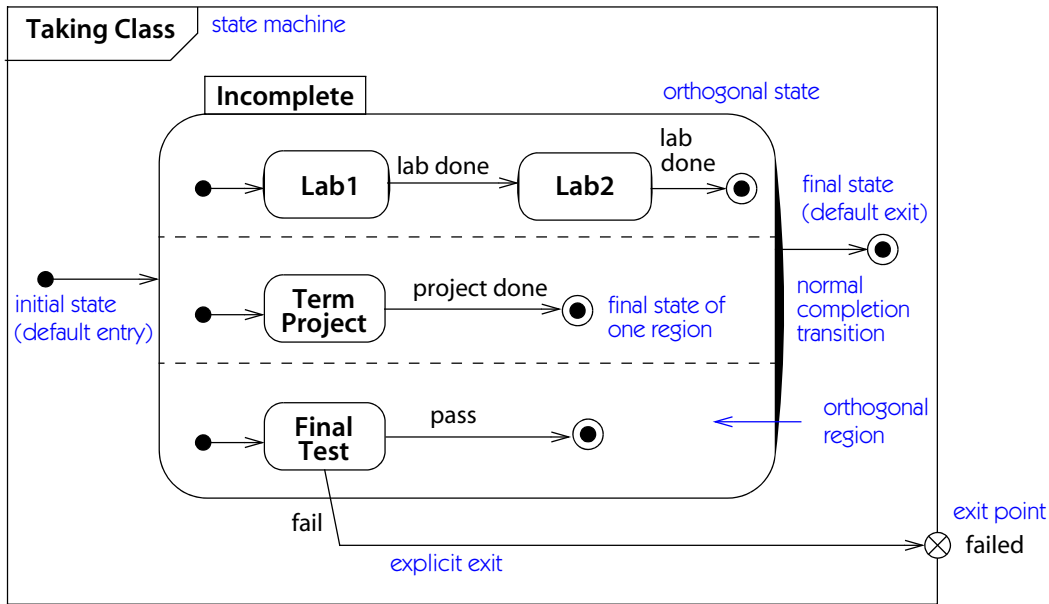 Taking Class
state machine
Incomplete
orthogonal state
Lab1
lab done
Lab2
lab
done
final state
(default exit)
initial state
(default entry)
Term
Project
project done
final state of
one region
normal
completion
transition
Final
Test
pass
orthogonal
region
fail
explicit exit
exit point
failed